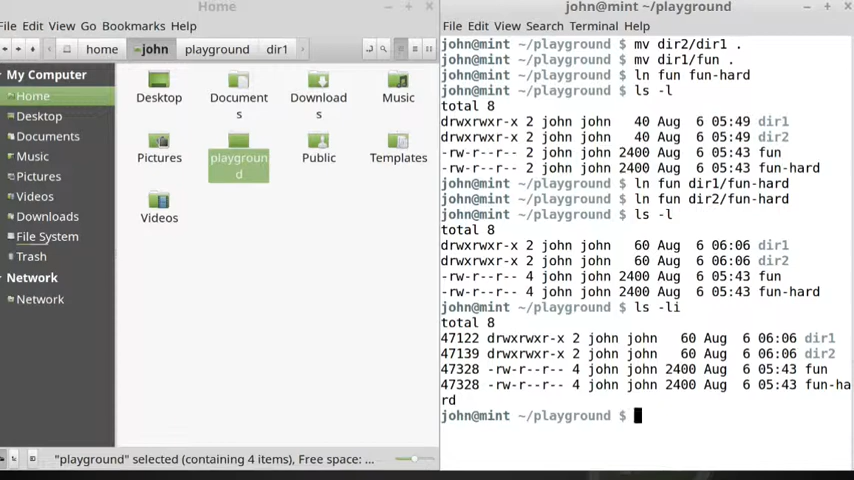 Home
File Edit View Go Bookmarks Help
home john playground dir1
My Computer
Home
Desktop
Documents
Music
Pictures
Videos
Downloads
File System
Trash
Network
Network
Desktop
Document
s
Download
s
Music
Pictures
playgroun
d
Public
Templates
Videos
"playground" selected (containing 4 items), Free space: ...
john@mint ~/playground
File Edit View Search Terminal Help
john@mint ~/playground $ mv dir2/dir1 .
john@mint ~/playground $ mv dir1/fun .
john@mint ~/playground $ ln fun fun-hard
john@mint ~/playground $ ls -l
total 8
drwxrwxr-x 2 john john   40 Aug  6 05:49 dir1
drwxrwxr-x 2 john john   40 Aug  6 05:49 dir2
-rw-r--r-- 2 john john 2400 Aug  6 05:43 fun
-rw-r--r-- 2 john john 2400 Aug  6 05:43 fun-hard
john@mint ~/playground $ ln fun dir1/fun-hard
john@mint ~/playground $ ln fun dir2/fun-hard
john@mint ~/playground $ ls -l
total 8
drwxrwxr-x 2 john john   60 Aug  6 06:06 dir1
drwxrwxr-x 2 john john   60 Aug  6 06:06 dir2
-rw-r--r-- 4 john john 2400 Aug  6 05:43 fun
-rw-r--r-- 4 john john 2400 Aug  6 05:43 fun-hard
john@mint ~/playground $ ls -li
total 8
47122 drwxrwxr-x 2 john john   60 Aug  6 06:06 dir1
47139 drwxrwxr-x 2 john john   60 Aug  6 06:06 dir2
47328 -rw-r--r-- 4 john john 2400 Aug  6 05:43 fun
47328 -rw-r--r-- 4 john john 2400 Aug  6 05:43 fun-ha
rd
john@mint ~/playground $